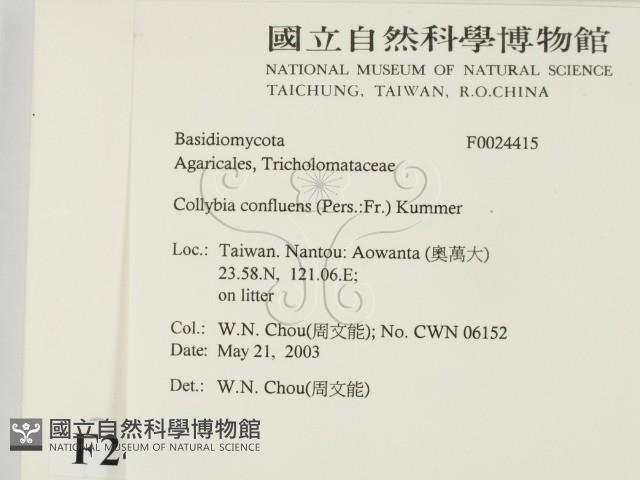 國立自然科學博物館
NATIONAL MUSEUM OF NATURAL SCIENCE
TAICHUNG, TAIWAN, R.O.CHINA
Basidiomycota F0024415
Agaricales, Tricholomataceae
Collybia confluens (Pers.:Fr.) Kummer
Loc.: Taiwan. Nantou: Aowanta (奧萬大)
23.58.N, 121.06.E;
on litter
Col.: W.N. Chou(周文能); No. CWN 06152
Date: May 21, 2003
Det.: W.N. Chou(周文能)
國立自然科學博物館
NATIONAL MUSEUM OF NATURAL SCIENCE
F2